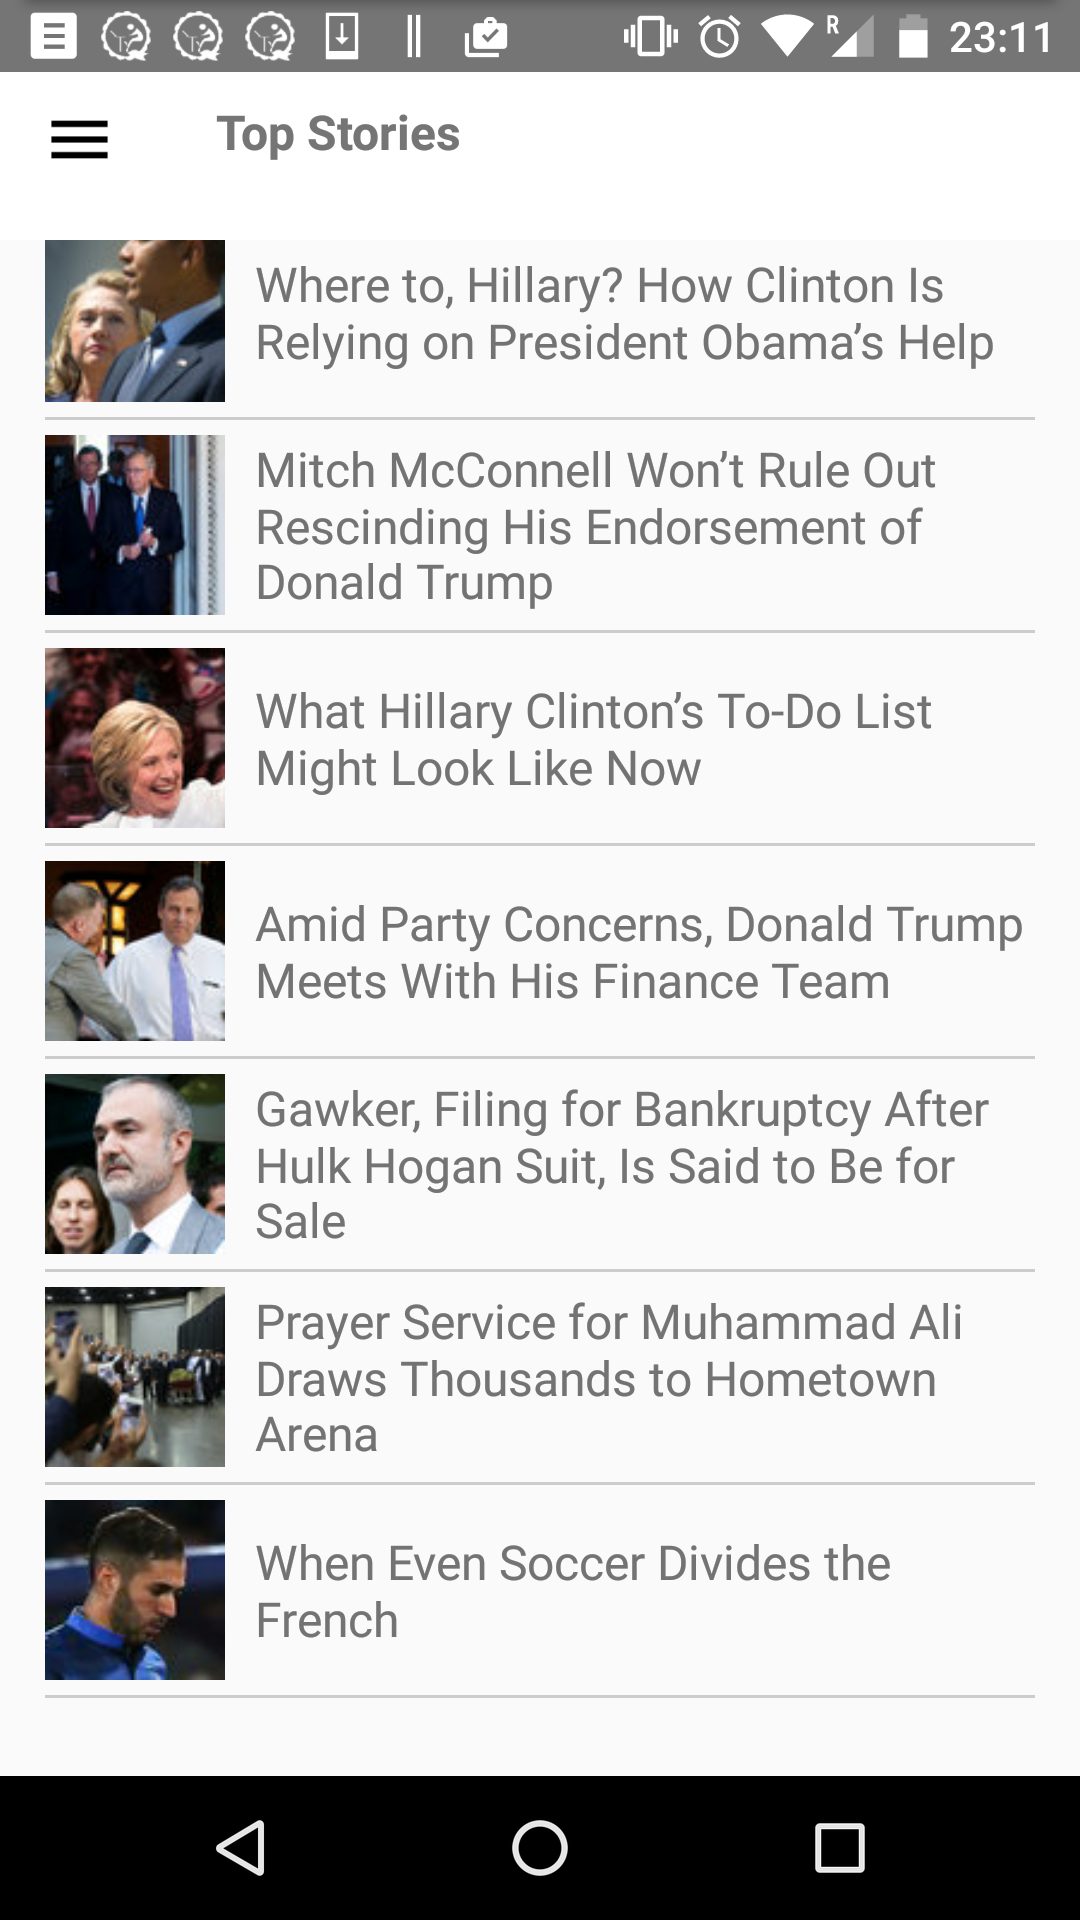 R 23:11
Top Stories
Where to, Hillary? How Clinton Is
Relying on President Obama’s Help
Mitch McConnell Won’t Rule Out
Rescinding His Endorsement of
Donald Trump
What Hillary Clinton’s To-Do List
Might Look Like Now
Amid Party Concerns, Donald Trump
Meets With His Finance Team
Gawker, Filing for Bankruptcy After
Hulk Hogan Suit, Is Said to Be for
Sale
Prayer Service for Muhammad Ali
Draws Thousands to Hometown
Arena
When Even Soccer Divides the
French